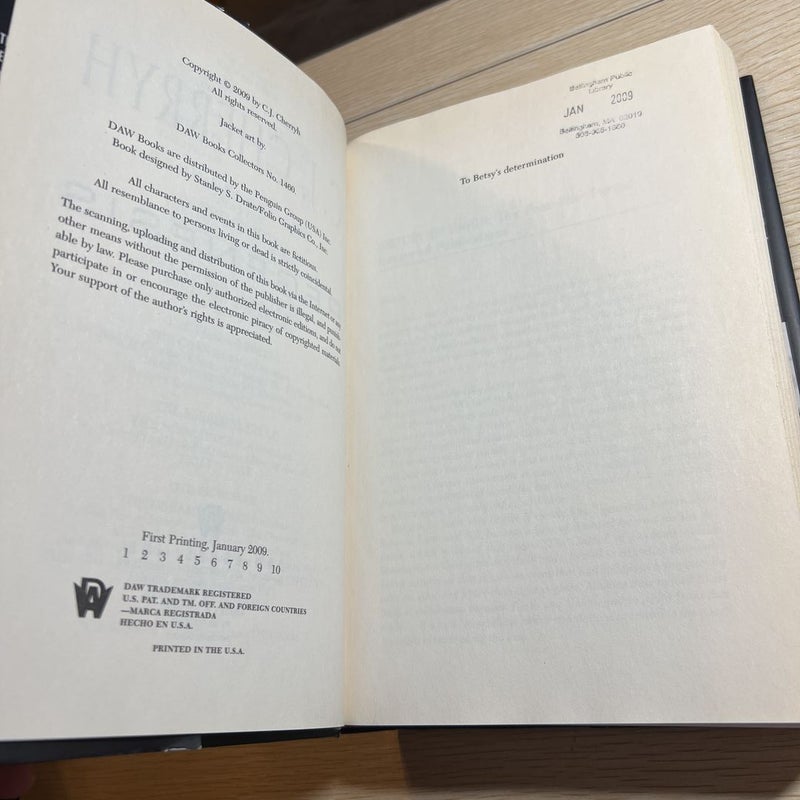 Copyright © 2009 by C.J. Cherryh
All rights reserved.
Jacket art by.
DAW Books Collectors No. 1460.
DAW Books are distributed by the Penguin Group (USA) Inc.
Book designed by Stanley S. Drate/Folio Graphics Co., Inc.
All characters and events in this book are fictitious.
All resemblance to persons living or dead is strictly coincidental.
The scanning, uploading and distribution of this book via the Internet or any
other means without the permission of the publisher is illegal, and punish-
able by law. Please purchase only authorized electronic editions, and do not
participate in or encourage the electronic piracy of copyrighted materials.
Your support of the author's rights is appreciated.
First Printing, January 2009.
1 2 3 4 5 6 7 8 9 10
DAW TRADEMARK REGISTERED
U.S. PAT. AND TM. OFF. AND FOREIGN COUNTRIES
—MARCA REGISTRADA
HECHO EN U.S.A.
PRINTED IN THE U.S.A.
Bellingham Public
Library
JAN 2009
Bellingham, MA 02019
To Betsy's determination